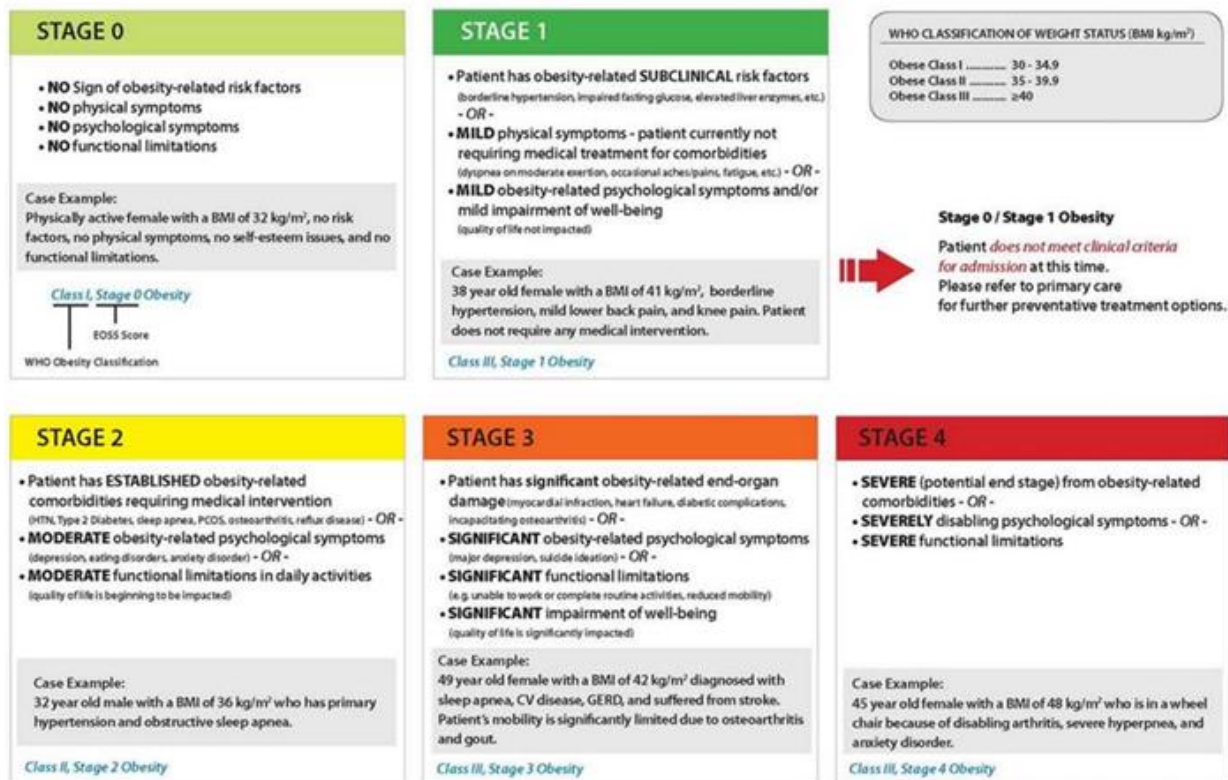 STAGE 0
• NO Sign of obesity-related risk factors
• NO physical symptoms
• NO psychological symptoms
• NO functional limitations
Case Example:
Physically active female with a BMI of 32 kg/m², no risk
factors, no physical symptoms, no self-esteem issues, and no
functional limitations.
Class I, Stage 0 Obesity
EOSS Score
WHO Obesity Classification
STAGE 1
• Patient has obesity-related SUBCLINICAL risk factors
(borderline hypertension, impaired fasting glucose, elevated liver enzymes, etc.)
- OR -
• MILD physical symptoms - patient currently not
requiring medical treatment for comorbidities
(dyspnea on moderate exertion, occasional aches/pains, fatigue, etc.) - OR -
• MILD obesity-related psychological symptoms and/or
mild impairment of well-being
(quality of life not impacted)
Case Example:
38 year old female with a BMI of 41 kg/m², borderline
hypertension, mild lower back pain, and knee pain. Patient
does not require any medical intervention.
Class III, Stage 1 Obesity
WHO CLASSIFICATION OF WEIGHT STATUS (BMI kg/m²)
Obese Class I ............ 30 - 34.9
Obese Class II .......... 35 - 39.9
Obese Class III ......... ≥40
Stage 0 / Stage 1 Obesity
Patient does not meet clinical criteria
for admission at this time.
Please refer to primary care
for further preventative treatment options.
STAGE 2
• Patient has ESTABLISHED obesity-related
comorbidities requiring medical intervention
(HTN, Type 2 Diabetes, sleep apnea, PCOS, osteoarthritis, reflux disease) - OR -
• MODERATE obesity-related psychological symptoms
(depression, eating disorders, anxiety disorder) - OR -
• MODERATE functional limitations in daily activities
(quality of life is beginning to be impacted)
Case Example:
32 year old male with a BMI of 36 kg/m² who has primary
hypertension and obstructive sleep apnea.
Class II, Stage 2 Obesity
STAGE 3
• Patient has significant obesity-related end-organ
damage (myocardial infraction, heart failure, diabetic complications,
incapacitating osteoarthritis) - OR -
• SIGNIFICANT obesity-related psychological symptoms
(major depression, suicide ideation) - OR -
• SIGNIFICANT functional limitations
(e.g. unable to work or complete routine activities, reduced mobility)
• SIGNIFICANT impairment of well-being
(quality of life is significantly impacted)
Case Example:
49 year old female with a BMI of 42 kg/m² diagnosed with
sleep apnea, CV disease, GERD, and suffered from stroke.
Patient's mobility is significantly limited due to osteoarthritis
and gout.
Class III, Stage 3 Obesity
STAGE 4
• SEVERE (potential end stage) from obesity-related
comorbidities - OR -
• SEVERELY disabling psychological symptoms - OR -
• SEVERE functional limitations
Case Example:
45 year old female with a BMI of 48 kg/m² who is in a wheel
chair because of disabling arthritis, severe hyperpnea, and
anxiety disorder.
Class III, Stage 4 Obesity